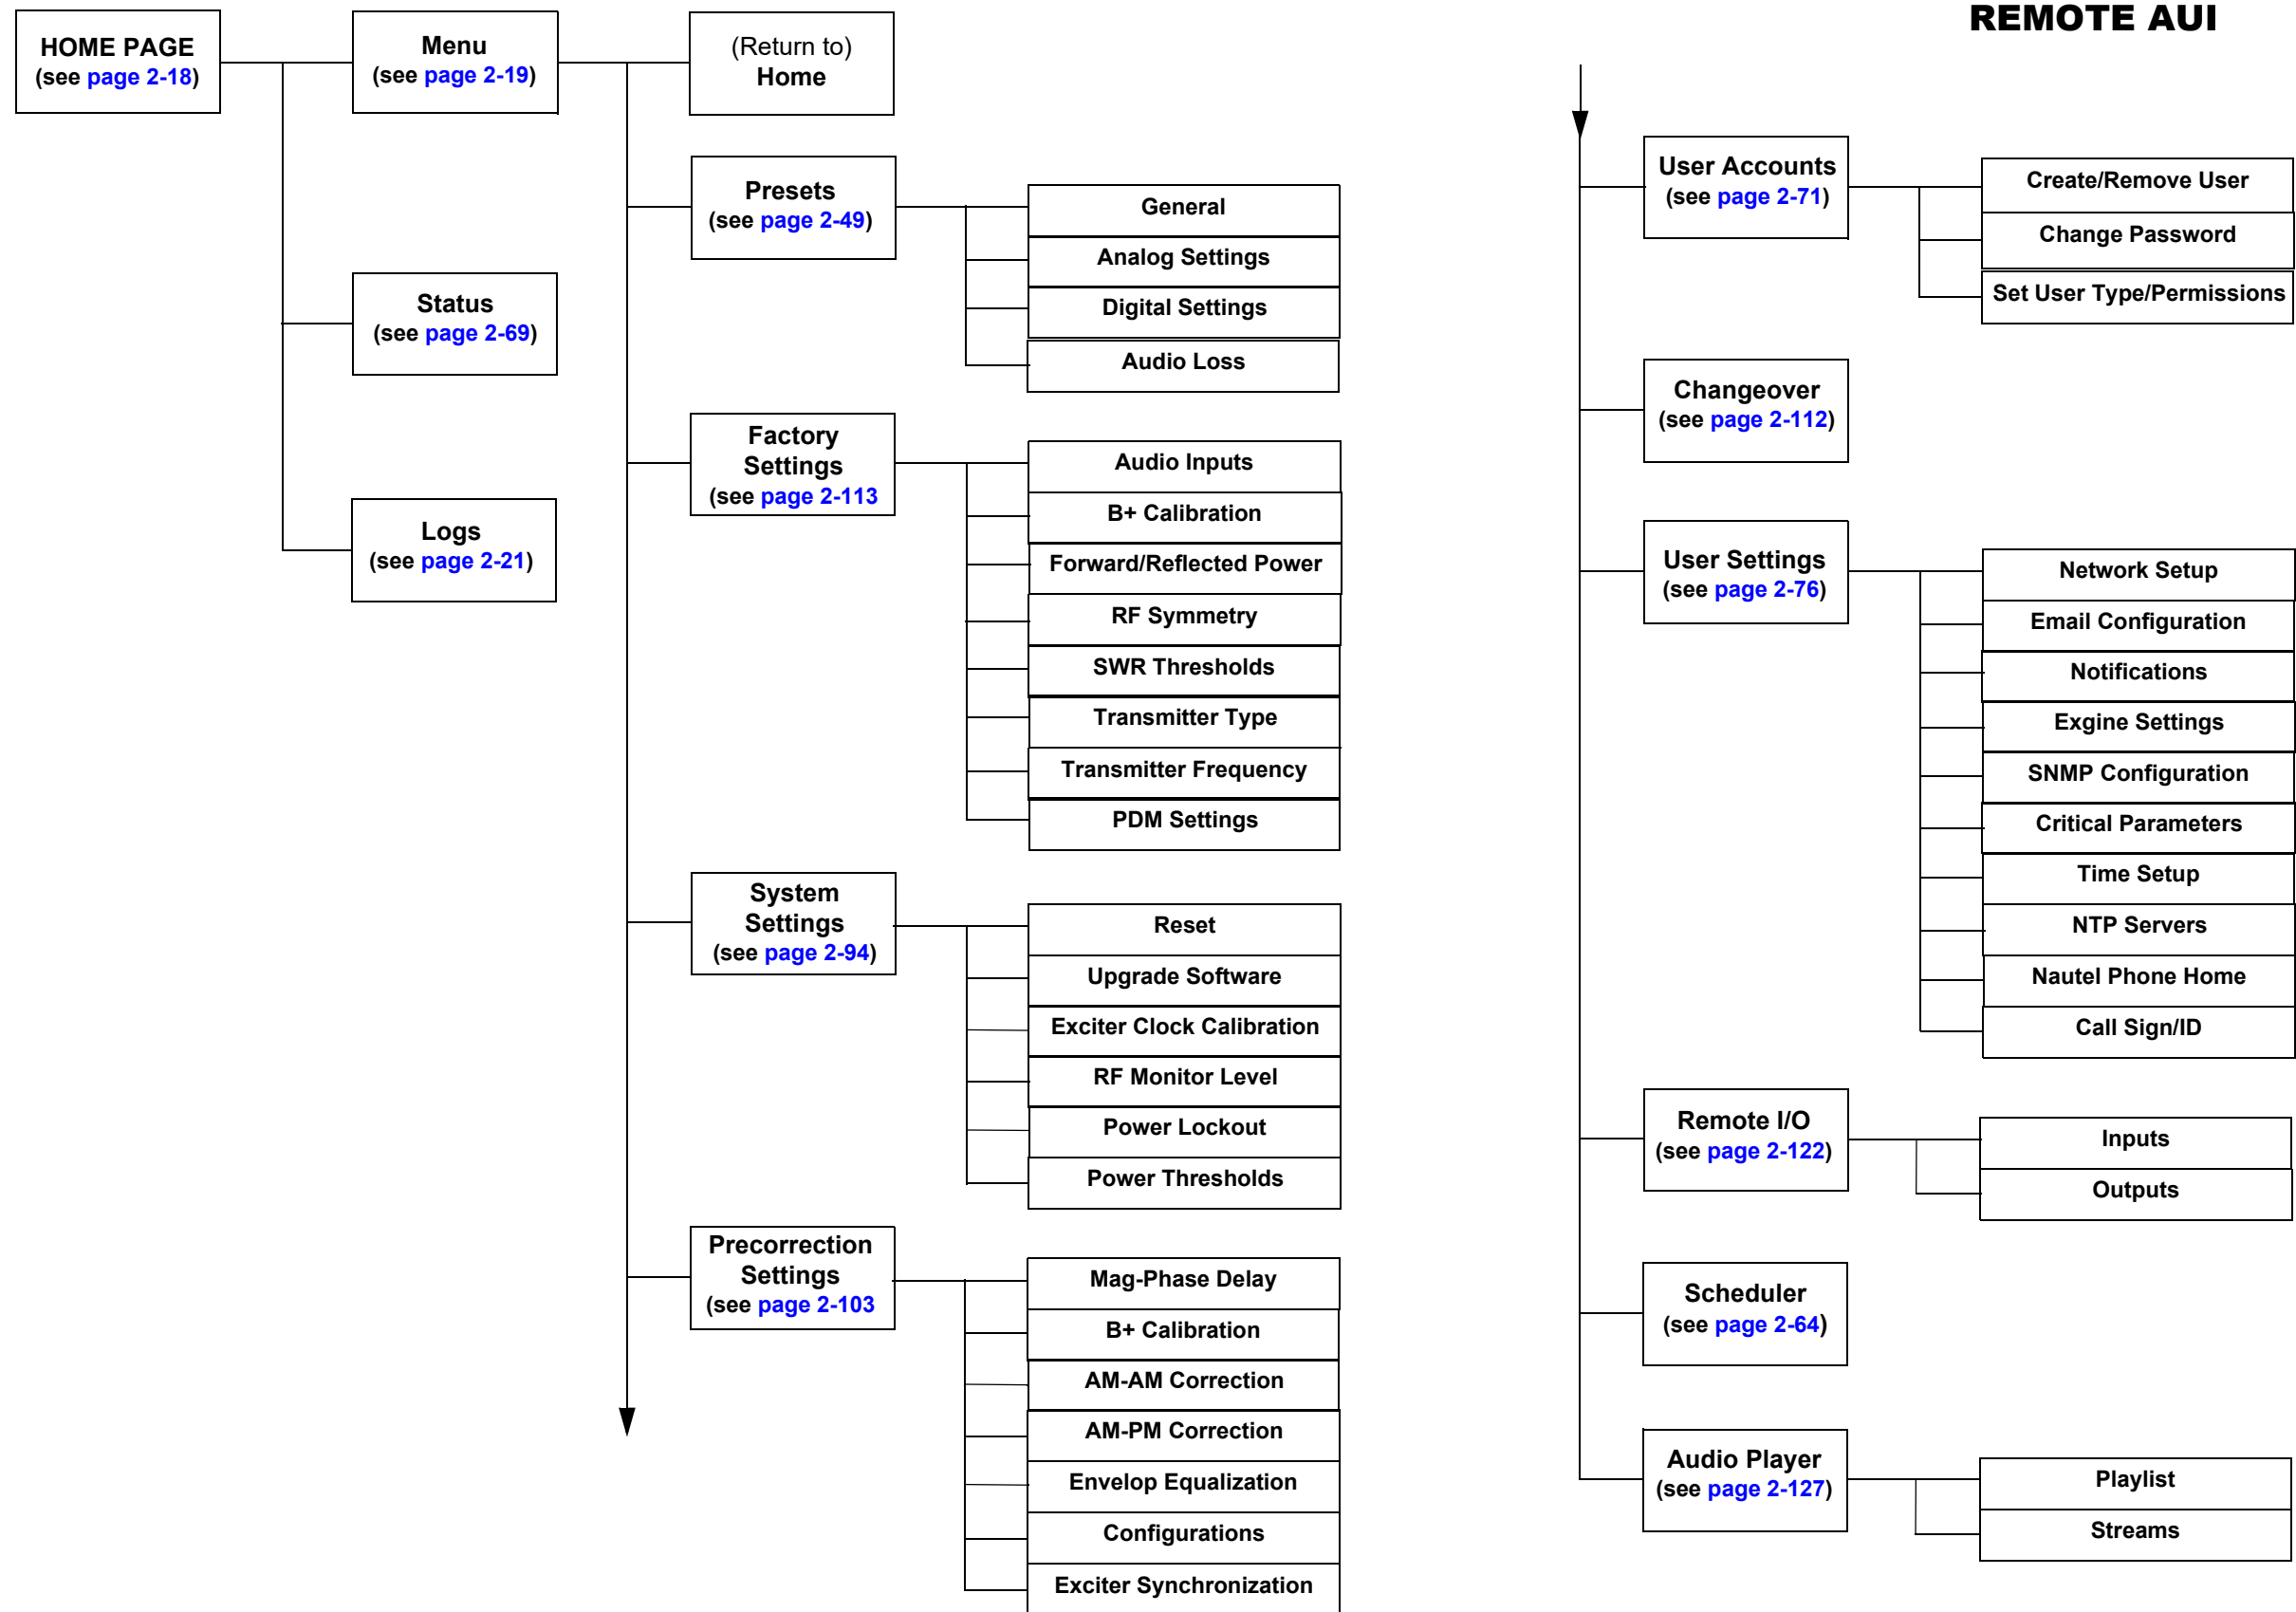 REMOTE AUI
HOME PAGE
(see page 2-18)
Menu
(see page 2-19)
(Return to)
Home
Status
(see page 2-69)
Logs
(see page 2-21)
Presets
(see page 2-49)
General
Analog Settings
Digital Settings
Audio Loss
Factory
Settings
(see page 2-113
Audio Inputs
B+ Calibration
Forward/Reflected Power
RF Symmetry
SWR Thresholds
Transmitter Type
Transmitter Frequency
PDM Settings
System
Settings
(see page 2-94)
Reset
Upgrade Software
Exciter Clock Calibration
RF Monitor Level
Power Lockout
Power Thresholds
Precorrection
Settings
(see page 2-103
Mag-Phase Delay
B+ Calibration
AM-AM Correction
AM-PM Correction
Envelop Equalization
Configurations
Exciter Synchronization
User Accounts
(see page 2-71)
Create/Remove User
Change Password
Set User Type/Permissions
Changeover
(see page 2-112)
User Settings
(see page 2-76)
Network Setup
Email Configuration
Notifications
Exgine Settings
SNMP Configuration
Critical Parameters
Time Setup
NTP Servers
Nautel Phone Home
Call Sign/ID
Remote I/O
(see page 2-122)
Inputs
Outputs
Scheduler
(see page 2-64)
Audio Player
(see page 2-127)
Playlist
Streams